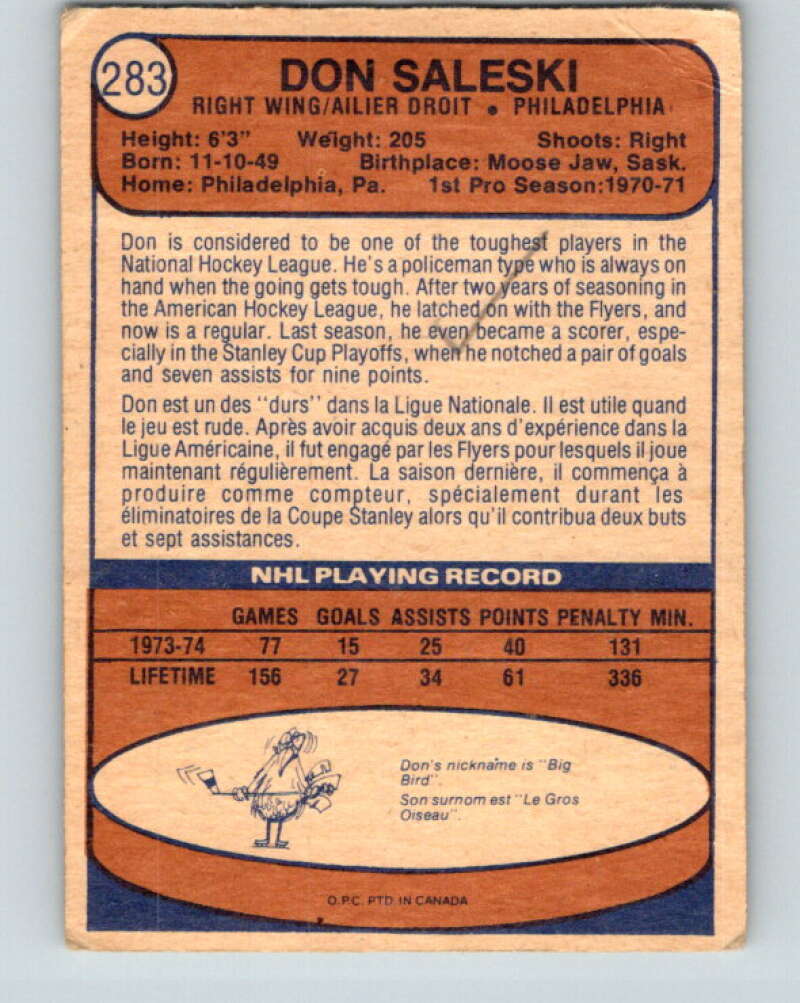 283
DON SALESKI
RIGHT WING/AILIER DROIT • PHILADELPHIA
Height: 6'3" Weight: 205 Shoots: Right
Born: 11-10-49 Birthplace: Moose Jaw, Sask.
Home: Philadelphia, Pa. 1st Pro Season:1970-71
Don is considered to be one of the toughest players in the
National Hockey League. He's a policeman type who is always on
hand when the going gets tough. After two years of seasoning in
the American Hockey League, he latched on with the Flyers, and
now is a regular. Last season, he even became a scorer, espe-
cially in the Stanley Cup Playoffs, when he notched a pair of goals
and seven assists for nine points.
Don est un des "durs" dans la Ligue Nationale. Il est utile quand
le jeu est rude. Après avoir acquis deux ans d'expérience dans la
Ligue Américaine, il fut engagé par les Flyers pour lesquels il joue
maintenant régulièrement. La saison dernière, il commença à
produire comme compteur, spécialement durant les
éliminatoires de la Coupe Stanley alors qu'il contribua deux buts
et sept assistances.
NHL PLAYING RECORD
GAMES GOALS ASSISTS POINTS PENALTY MIN.
1973-74 77 15 25 40 131
LIFETIME 156 27 34 61 336
Don's nickname is "Big
Bird".
Son surnom est "Le Gros
Oiseau".
O.P.C. PTD. IN CANADA